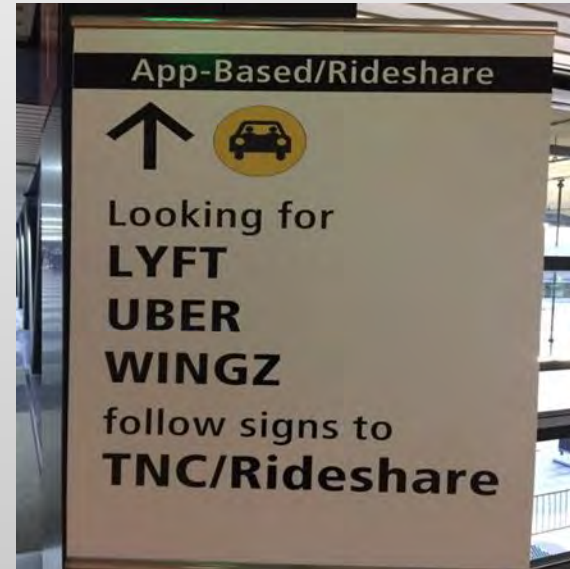 App-Based/Rideshare
Looking for
LYFT
UBER
WINGZ
follow signs to
TNC/Rideshare